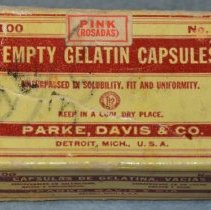 PINK
(ROSADAS)
100 No.
EMPTY GELATIN CAPSULES
UNSURPASSED IN SOLUBILITY, FIT AND UNIFORMITY.
KEEP IN A COOL, DRY PLACE.
PARKE, DAVIS & CO.
DETROIT, MICH., U. S. A.
CAPSULAS DE GELATINA, VACIAS